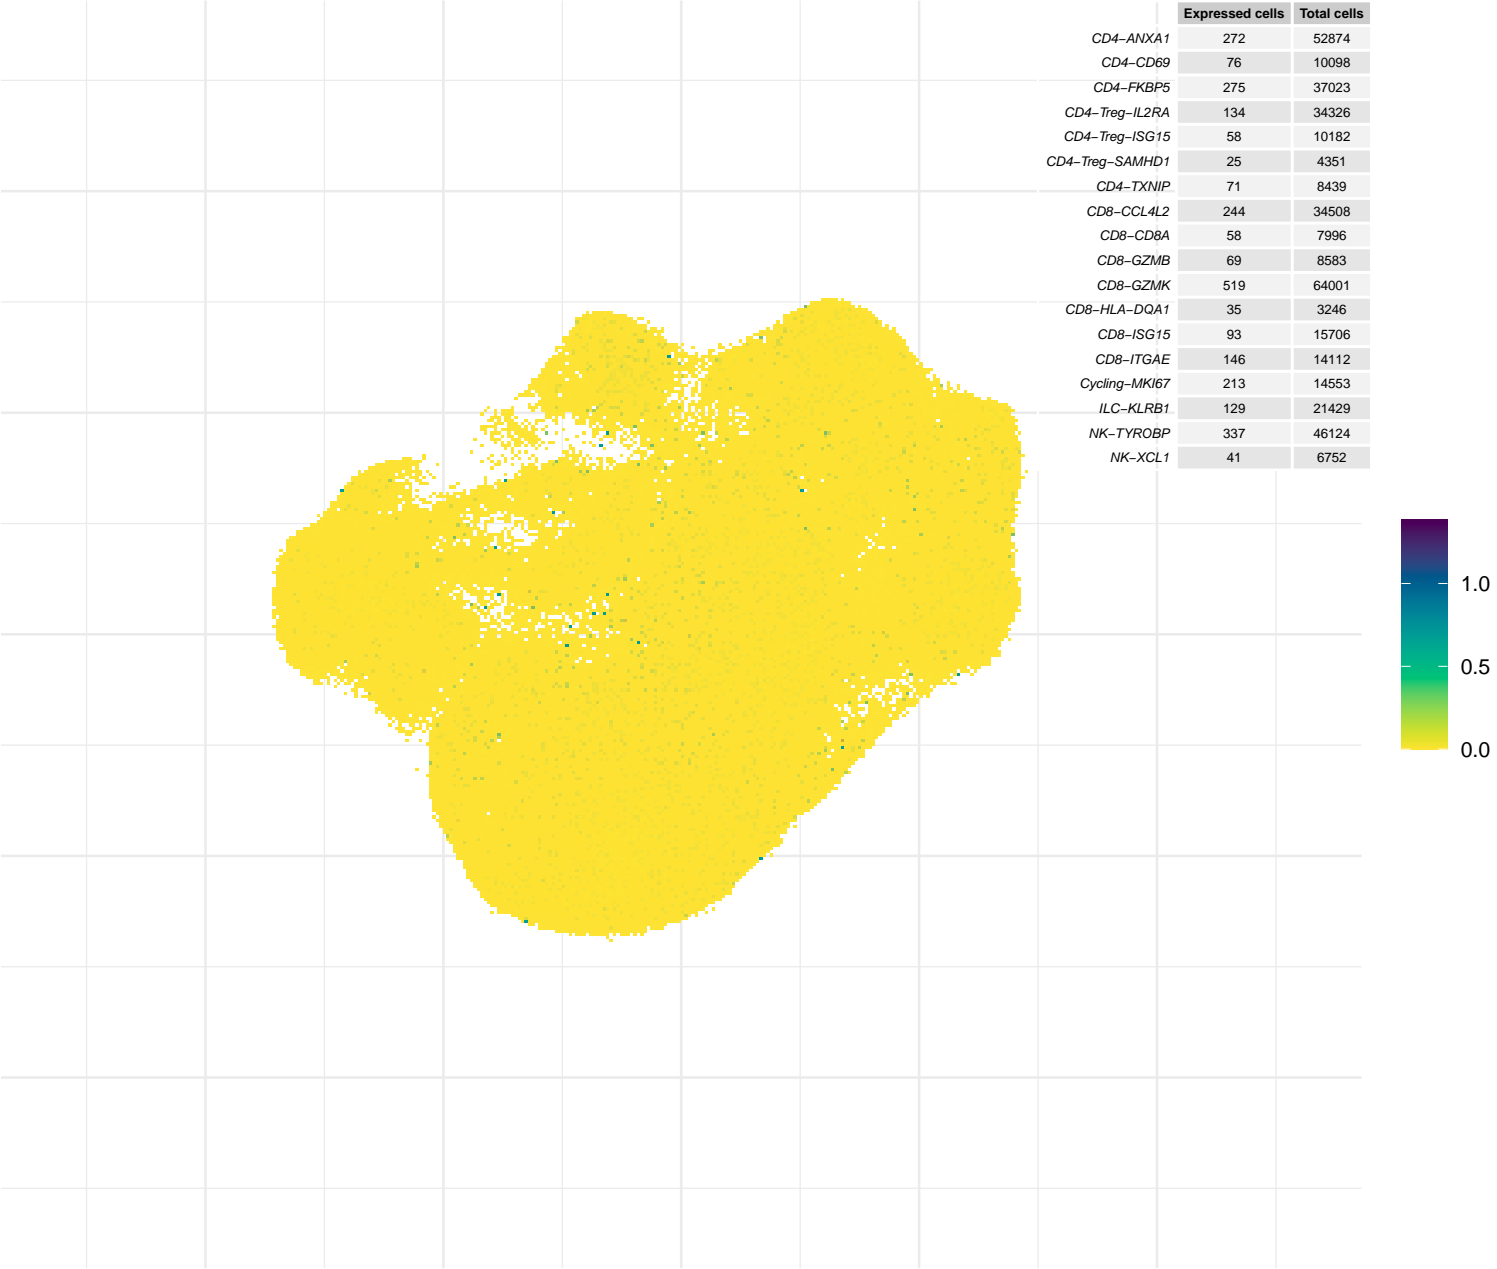 Expressed cells Total cells
CD4−ANXA1 272 52874
CD4−CD69 76 10098
CD4−FKBP5 275 37023
CD4−Treg−IL2RA 134 34326
CD4−Treg−ISG15 58 10182
CD4−Treg−SAMHD1 25 4351
CD4−TXNIP 71 8439
CD8−CCL4L2 244 34508
CD8−CD8A 58 7996
CD8−GZMB 69 8583
CD8−GZMK 519 64001
CD8−HLA−DQA1 35 3246
CD8−ISG15 93 15706
CD8−ITGAE 146 14112
Cycling−MKI67 213 14553
ILC−KLRB1 129 21429
NK−TYROBP 337 46124
NK−XCL1 41 6752
1.0
0.5
0.0